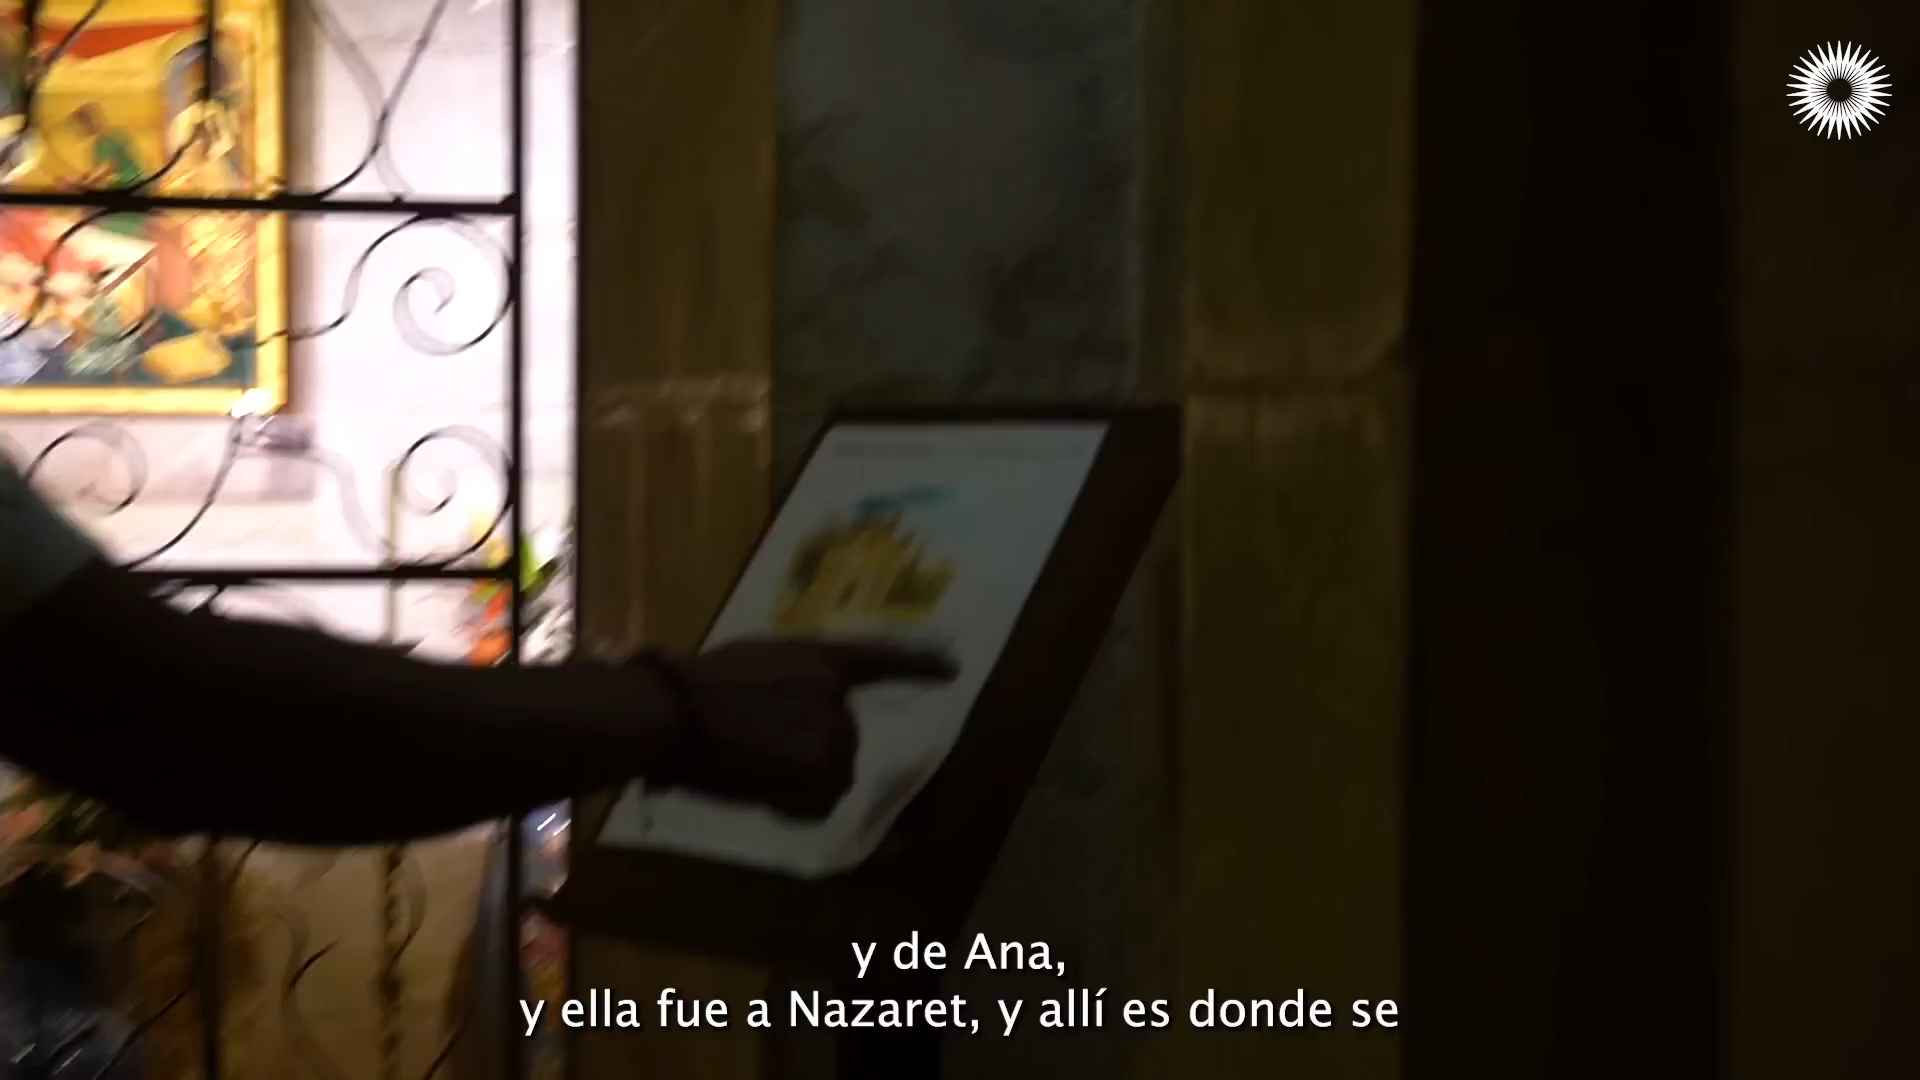 y de Ana,
y ella fue a Nazaret, y allí es donde se